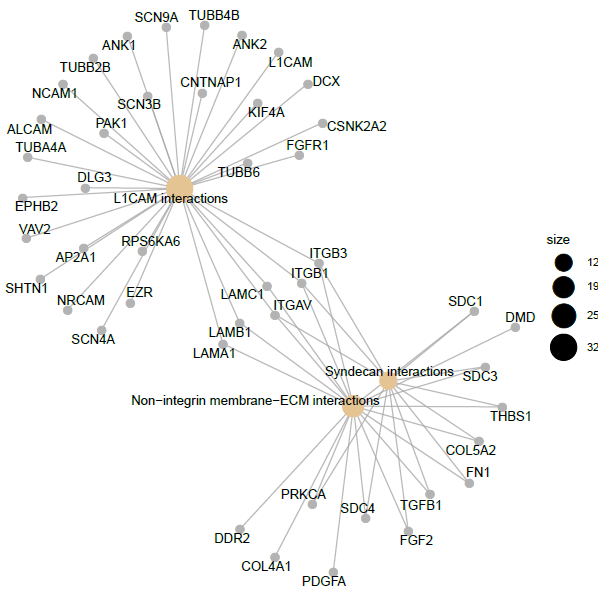 SCN9A
TUBB4B
ANK1
ANK2
TUBB2B
L1CAM
CNTNAP1
DCX
NCAM1
SCN3B
KIF4A
ALCAM
PAK1
CSNK2A2
TUBA4A
FGFR1
TUBB6
DLG3
L1CAM interactions
EPHB2
VAV2
RPS6KA6
AP2A1
ITGB3
size
ITGB1
12
SHTN1
EZR
LAMC1
19
NRCAM
ITGAV
SDC1
DMD
25
SCN4A
LAMB1
LAMA1
32
Syndecan interactions
SDC3
Non−integrin membrane−ECM interactions
THBS1
COL5A2
FN1
PRKCA
SDC4
TGFB1
DDR2
FGF2
COL4A1
PDGFA